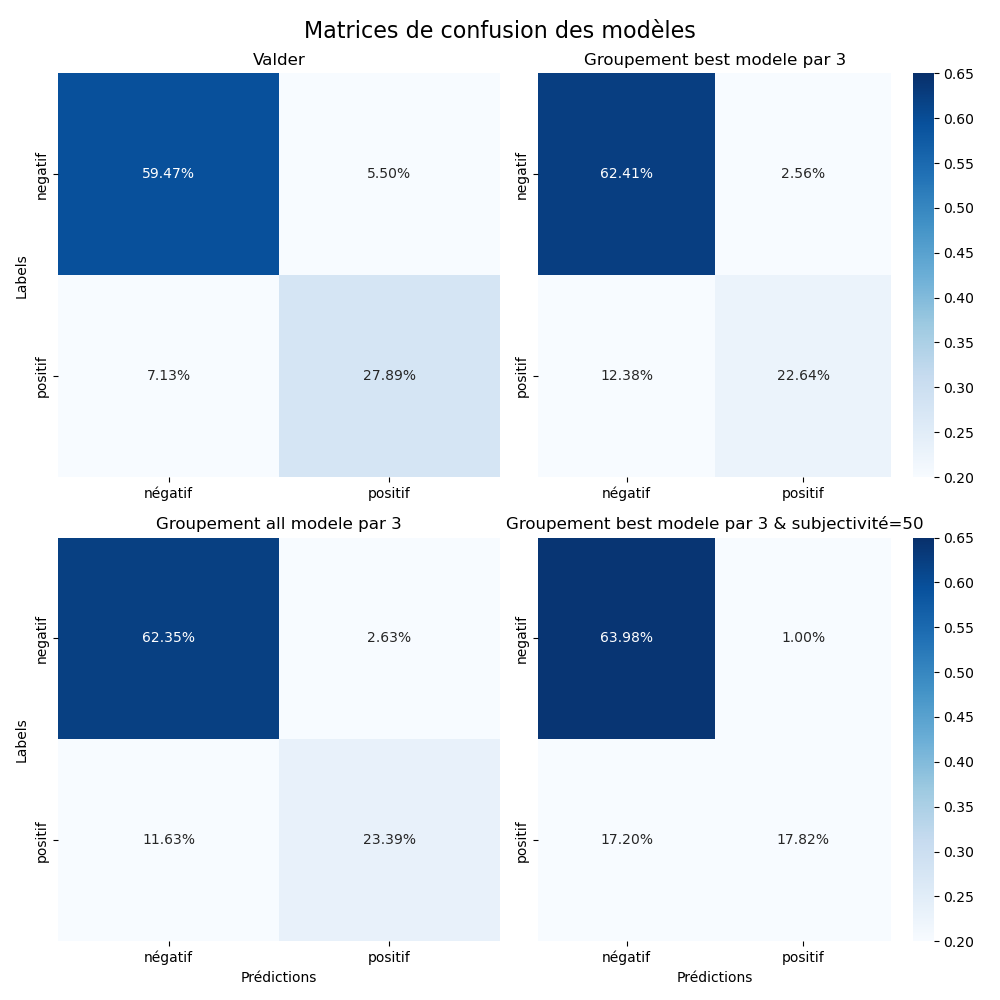 Matrices de confusion des modèles
Valder
negatif
59.47%
5.50%
positif
7.13%
27.89%
Labels
négatif
positif
Groupement best modele par 3
negatif
62.41%
2.56%
positif
12.38%
22.64%
négatif
positif
0.65
0.60
0.55
0.50
0.45
0.40
0.35
0.30
0.25
0.20
Groupement all modele par 3
negatif
62.35%
2.63%
positif
11.63%
23.39%
Labels
négatif
positif
Prédictions
Groupement best modele par 3 & subjectivité=50
negatif
63.98%
1.00%
positif
17.20%
17.82%
négatif
positif
Prédictions
0.65
0.60
0.55
0.50
0.45
0.40
0.35
0.30
0.25
0.20